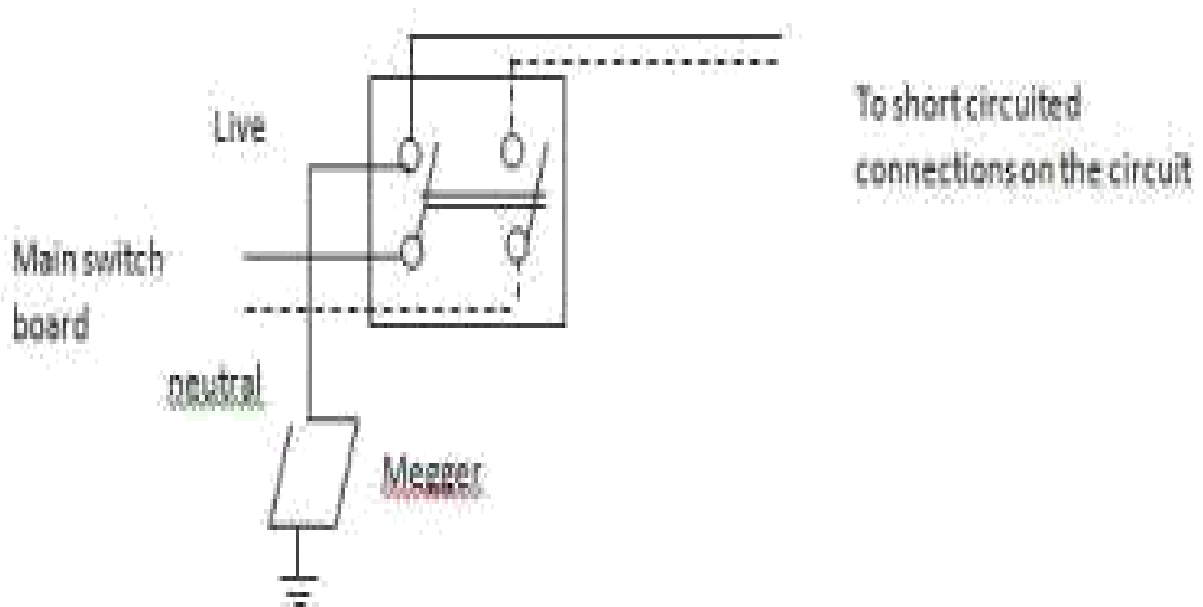 To short circuited
connections on the circuit
Live
Main switch
board
neutral
Megger